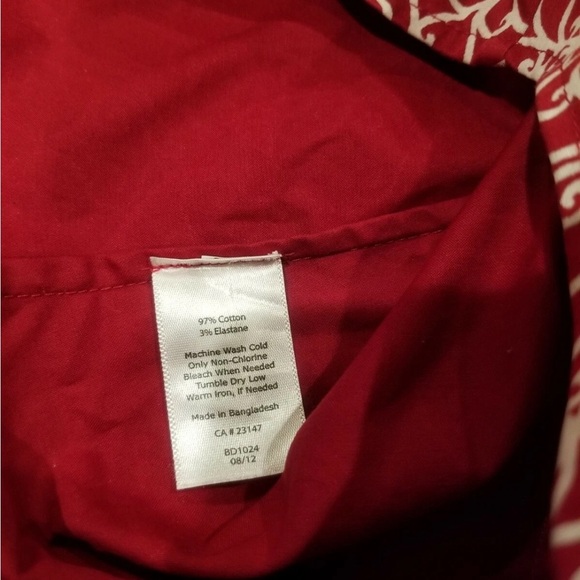 97% Cotton
3% Elastane
Machine Wash Cold
Only Non-Chlorine
Bleach When Needed
Tumble Dry Low
Warm Iron, if Needed
Made in Bangladesh
CA # 23147
BD1024
08/12